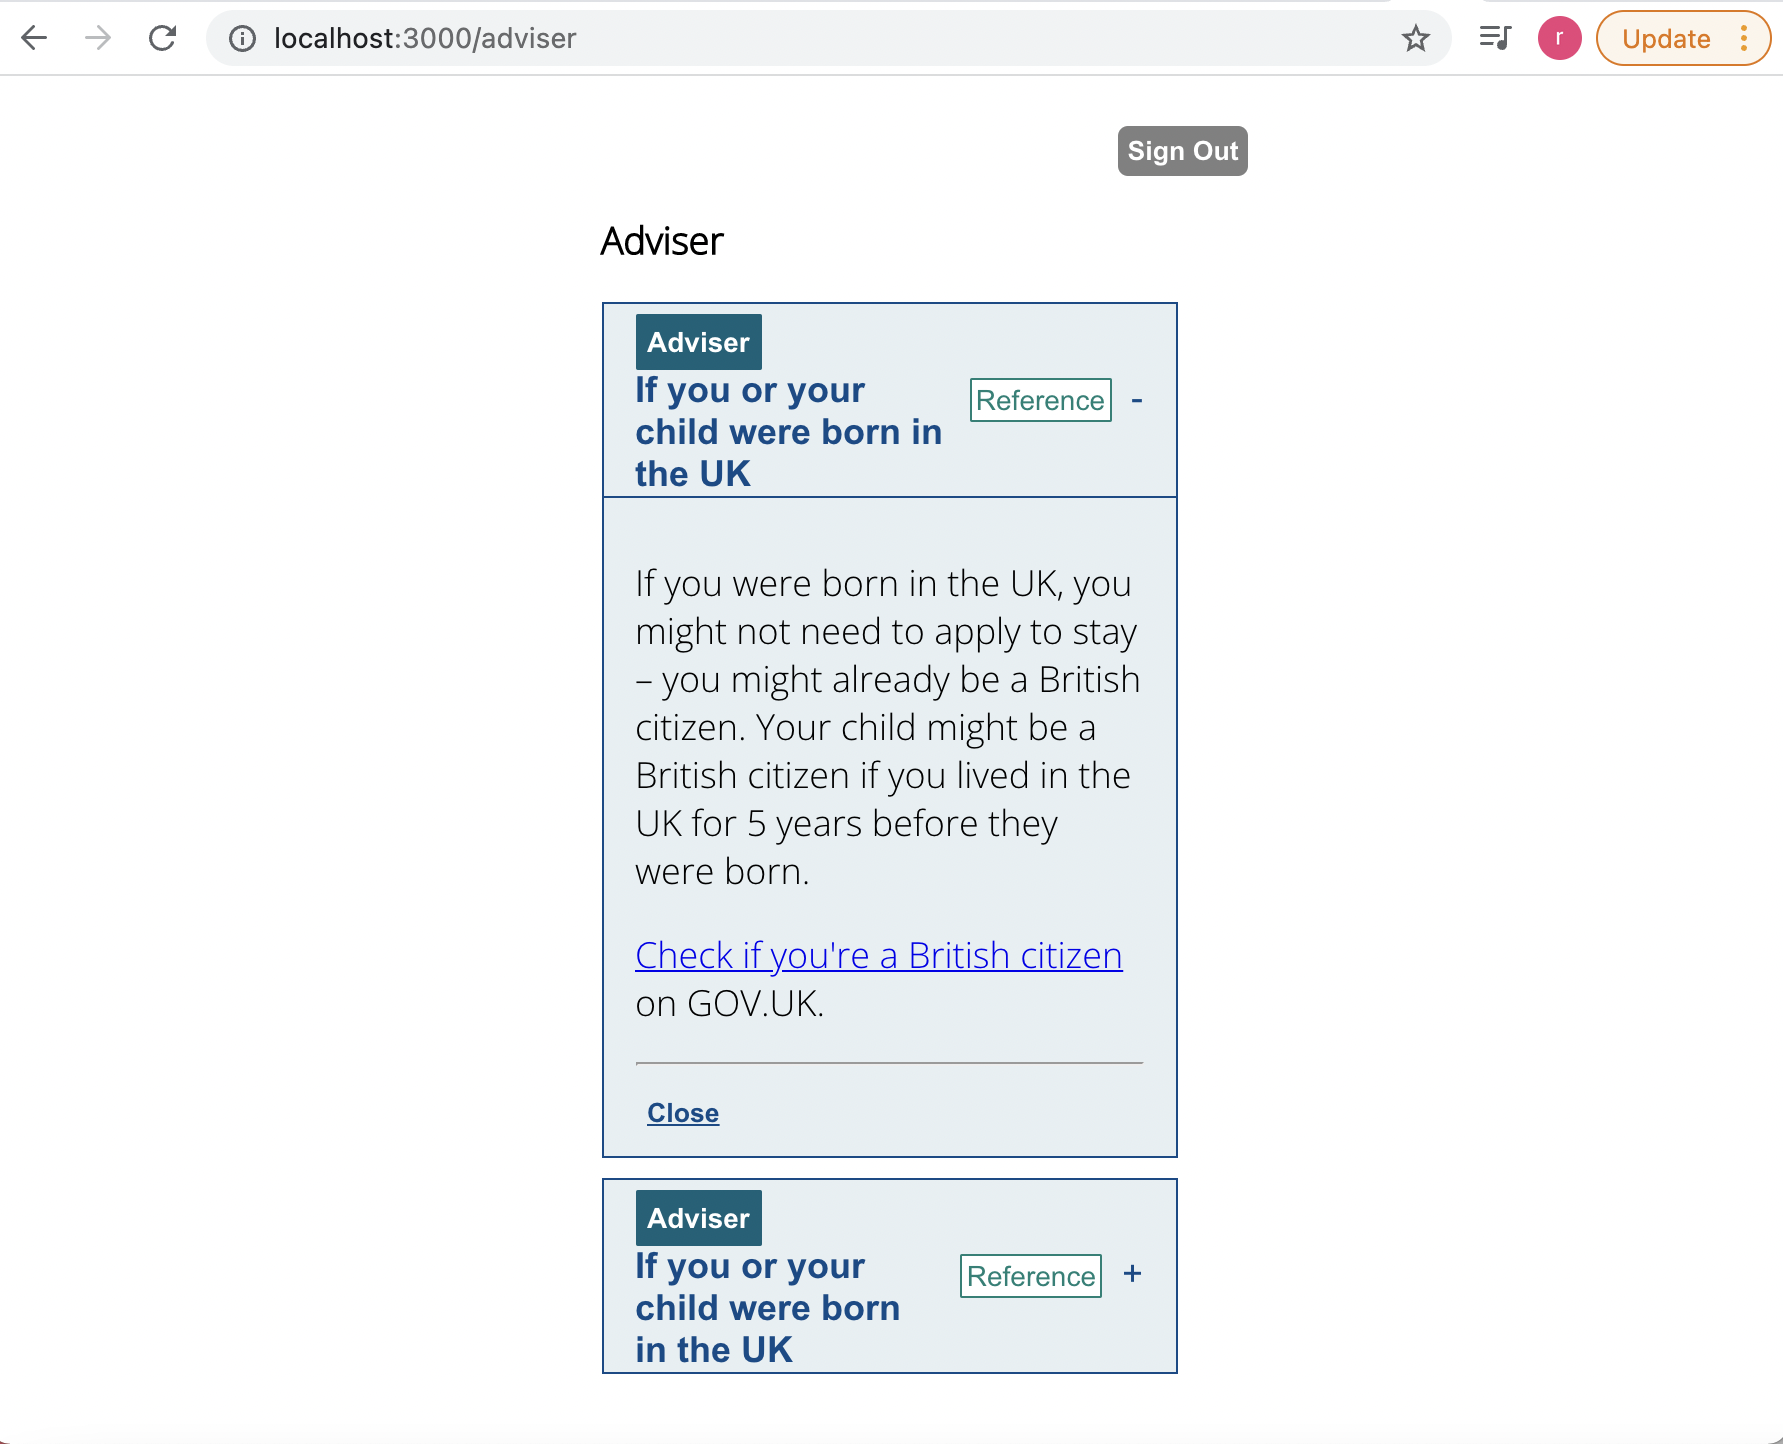 localhost:3000/adviser
r
Update
Sign Out
Adviser
Adviser
If you or your
child were born in
the UK
Reference
-
If you were born in the UK, you
might not need to apply to stay
– you might already be a British
citizen. Your child might be a
British citizen if you lived in the
UK for 5 years before they
were born.
Check if you're a British citizen
on GOV.UK.
Close
Adviser
If you or your
child were born
in the UK
Reference
+